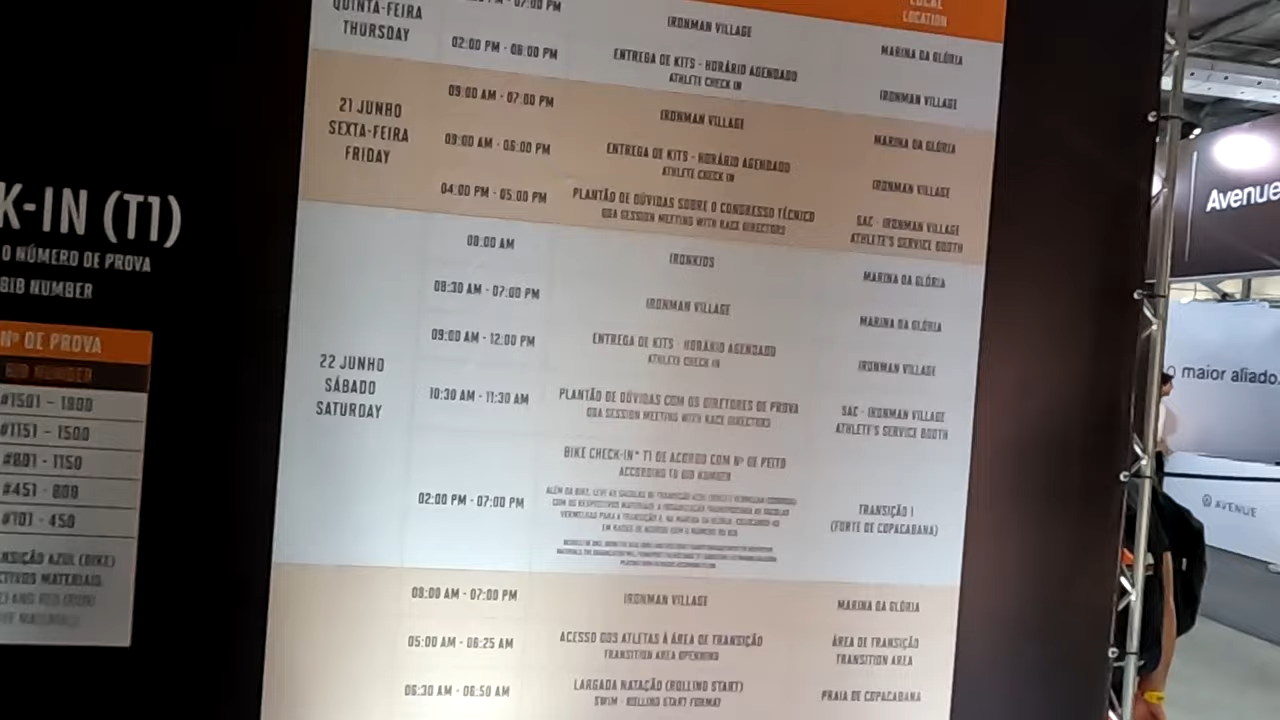 K-IN (T1)
O NÚMERO DE PROVA
BIB NUMBER
Nº DE PROVA
BIB NUMBER
#1501 - 1800
#1151 - 1500
#801 - 1150
#451 - 800
#101 - 450
NSIÇÃO AZUL (BIKE)
CTIVOS MATERIAIS
LOCAL
LOCATION
QUINTA-FEIRA
THURSDAY
07:00 PM
IRONMAN VILLAGE
MARINA DA GLÓRIA
02:00 PM - 06:00 PM
ENTREGA DE KITS - HORÁRIO AGENDADO
ATHLETE CHECK IN
IRONMAN VILLAGE
21 JUNHO
SEXTA-FEIRA
FRIDAY
09:00 AM - 07:00 PM
IRONMAN VILLAGE
MARINA DA GLÓRIA
09:00 AM - 06:00 PM
ENTREGA DE KITS - HORÁRIO AGENDADO
ATHLETE CHECK IN
IRONMAN VILLAGE
04:00 PM - 05:00 PM
PLANTÃO DE DÚVIDAS SOBRE O CONGRESSO TÉCNICO
Q&A SESSION MEETING WITH RACE DIRECTORS
SAC - IRONMAN VILLAGE
ATHLETE'S SERVICE BOOTH
22 JUNHO
SÁBADO
SATURDAY
08:00 AM
IRONKIDS
MARINA DA GLÓRIA
08:30 AM - 07:00 PM
IRONMAN VILLAGE
MARINA DA GLÓRIA
09:00 AM - 12:00 PM
ENTREGA DE KITS - HORÁRIO AGENDADO
ATHLETE CHECK IN
IRONMAN VILLAGE
10:30 AM - 11:30 AM
PLANTÃO DE DÚVIDAS COM OS DIRETORES DE PROVA
Q&A SESSION MEETING WITH RACE DIRECTORS
SAC - IRONMAN VILLAGE
ATHLETE'S SERVICE BOOTH
BIKE CHECK-IN* T1 DE ACORDO COM Nº DE PEITO
ACCORDING TO BIB NUMBER
02:00 PM - 07:00 PM
TRANSIÇÃO 1
(FORTE DE COPACABANA)
08:00 AM - 07:00 PM
IRONMAN VILLAGE
MARINA DA GLÓRIA
05:00 AM - 06:25 AM
ACESSO DOS ATLETAS À ÁREA DE TRANSIÇÃO
TRANSITION AREA OPENING
ÁREA DE TRANSIÇÃO
TRANSITION AREA
06:30 AM - 06:50 AM
LARGADA NATAÇÃO (ROLLING START)
SWIM - ROLLING START FORMAT
PRAIA DE COPACABANA
Avenue
maior aliado.
AVENUE